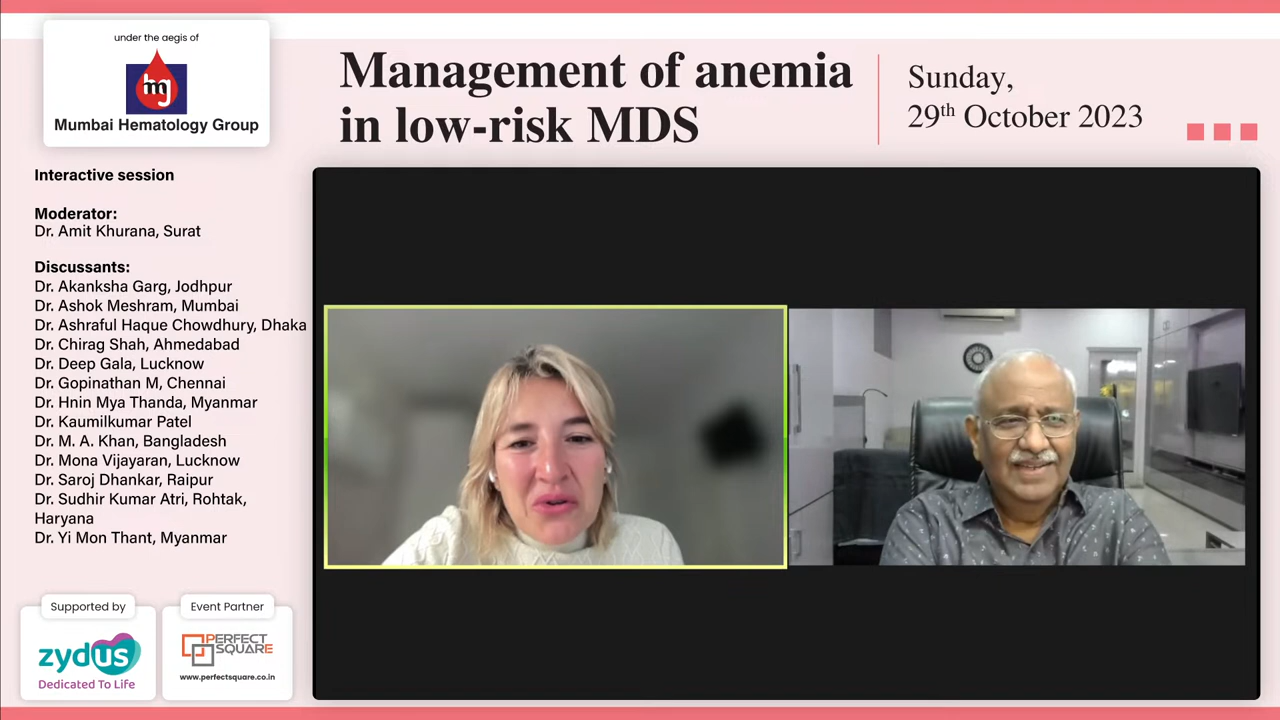 under the aegis of
hg
Mumbai Hematology Group
Management of anemia
in low-risk MDS
Sunday,
29th October 2023
Interactive session
Moderator:
Dr. Amit Khurana, Surat
Discussants:
Dr. Akanksha Garg, Jodhpur
Dr. Ashok Meshram, Mumbai
Dr. Ashraful Haque Chowdhury, Dhaka
Dr. Chirag Shah, Ahmedabad
Dr. Deep Gala, Lucknow
Dr. Gopinathan M, Chennai
Dr. Hnin Mya Thanda, Myanmar
Dr. Kaumilkumar Patel
Dr. M. A. Khan, Bangladesh
Dr. Mona Vijayaran, Lucknow
Dr. Saroj Dhankar, Raipur
Dr. Sudhir Kumar Atri, Rohtak,
Haryana
Dr. Yi Mon Thant, Myanmar
Supported by
zydus
Dedicated To Life
Event Partner
PERFECT
SQUARE
www.perfectsquare.co.in